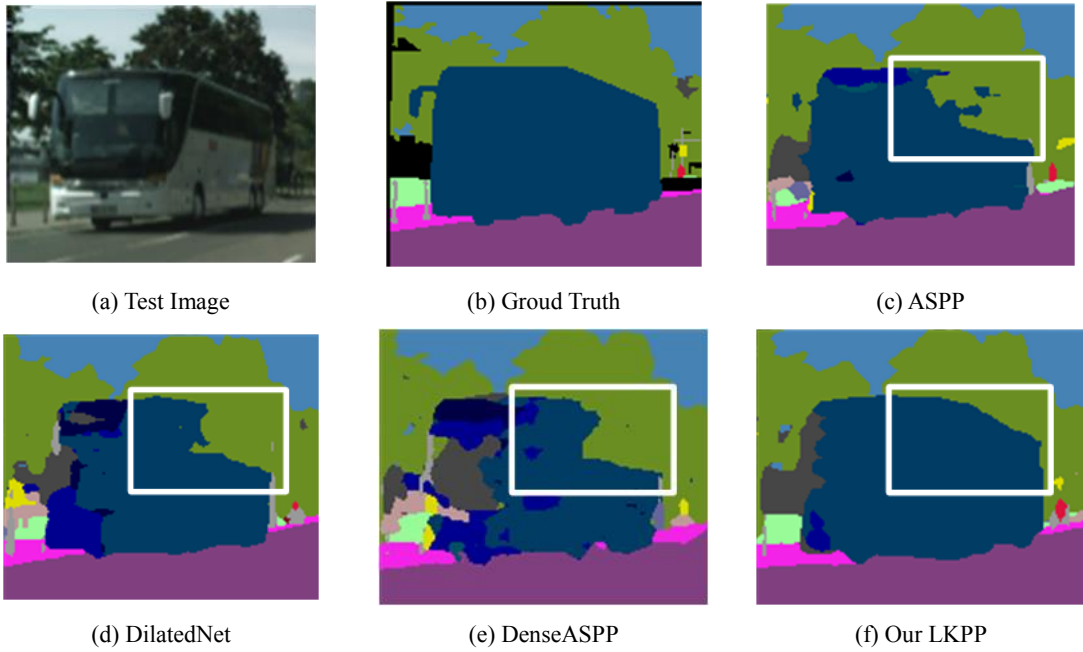 (a) Test Image
(b) Groud Truth
(c) ASPP
(d) DilatedNet
(e) DenseASPP
(f) Our LKPP